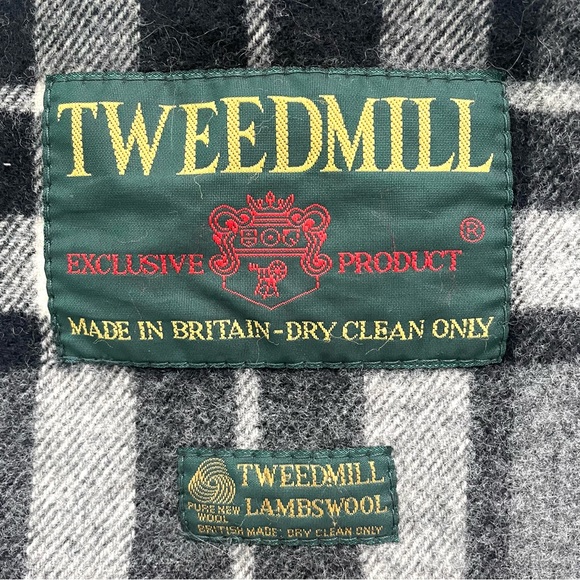 TWEEDMILL
EXCLUSIVE PRODUCT ®
MADE IN BRITAIN-DRY CLEAN ONLY
TWEEDMILL
LAMBSWOOL
PURE NEW
WOOL
BRITISH MADE DRY CLEAN ONLY